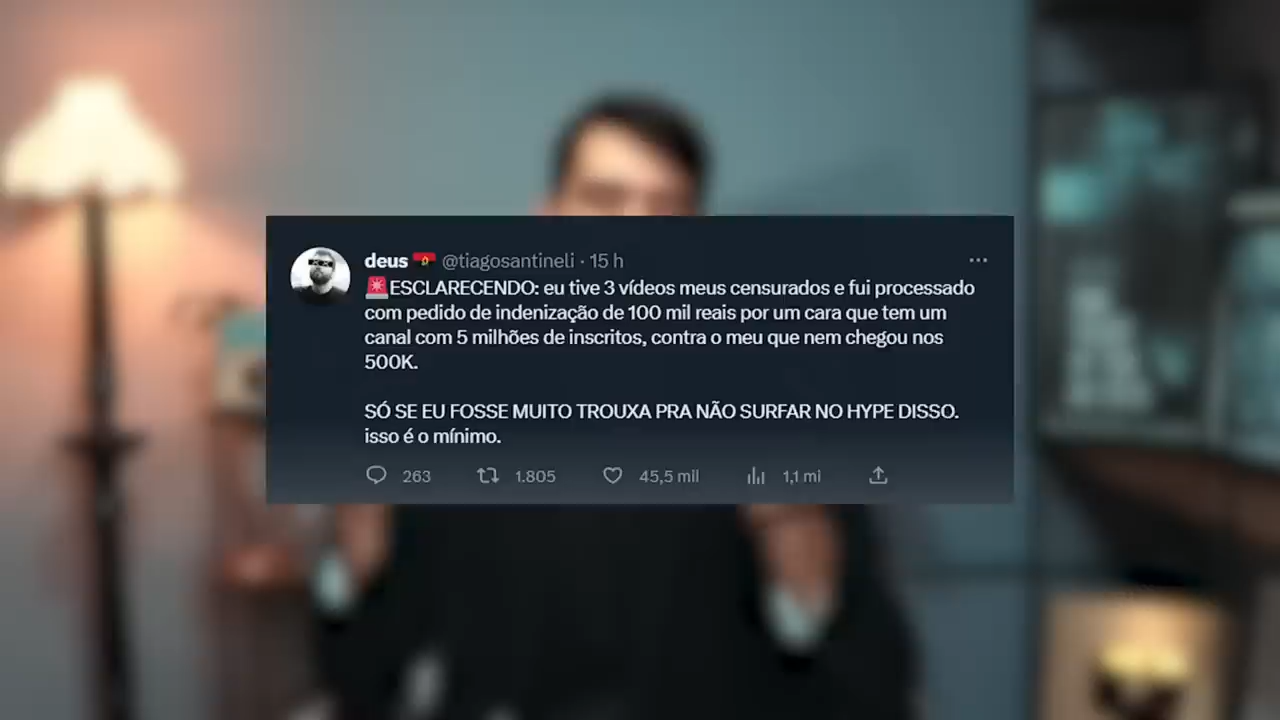 deus 🇦🇴 @tiagosantineli · 15 h
🚨ESCLARECENDO: eu tive 3 vídeos meus censurados e fui processado
com pedido de indenização de 100 mil reais por um cara que tem um
canal com 5 milhões de inscritos, contra o meu que nem chegou nos
500K.
SÓ SE EU FOSSE MUITO TROUXA PRA NÃO SURFAR NO HYPE DISSO.
isso é o mínimo.
263 1.805 45,5 mil 1,1 mi